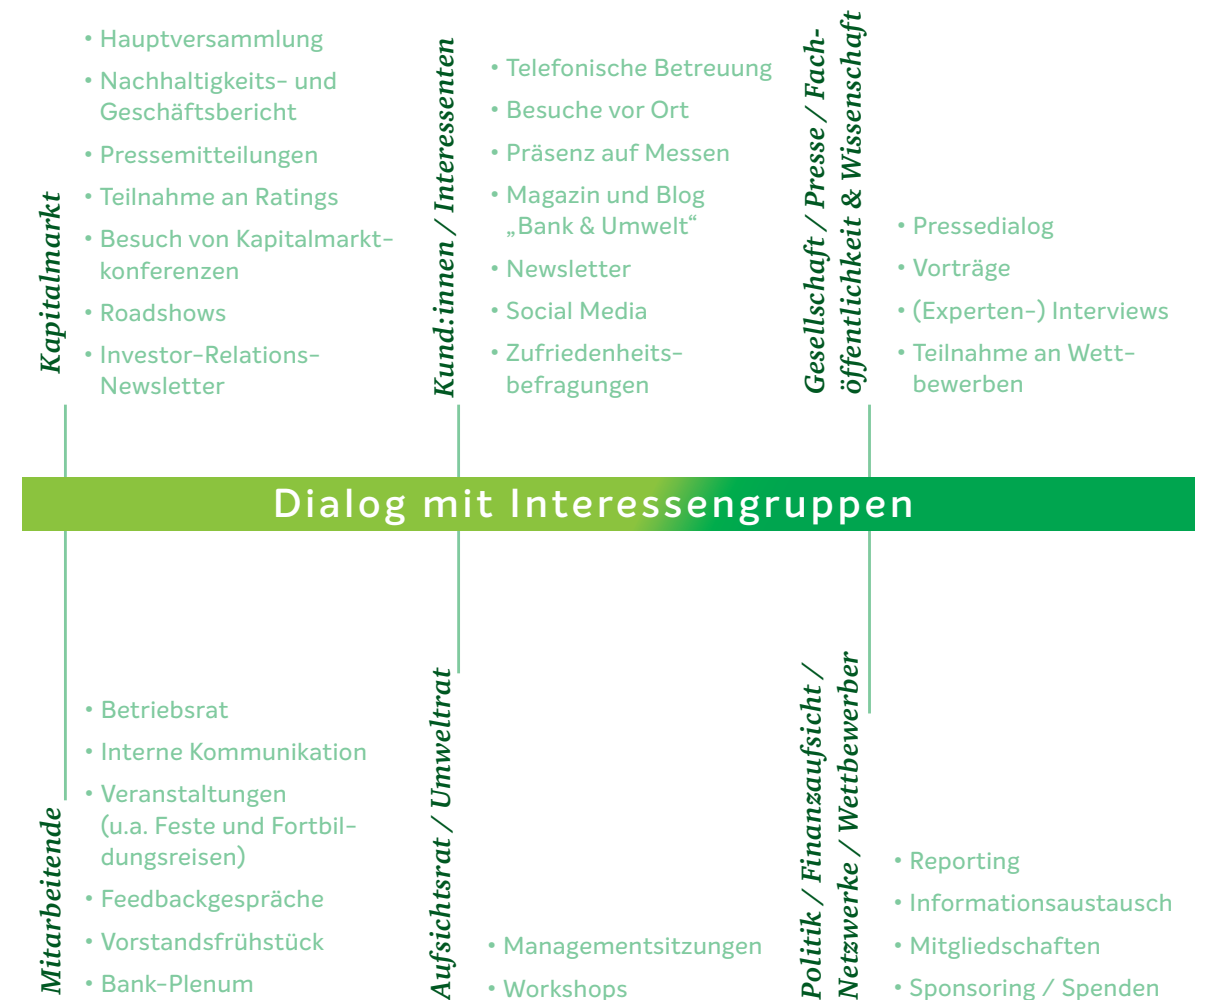 Kapitalmarkt
• Hauptversammlung
• Nachhaltigkeits- und
Geschäftsbericht
• Pressemitteilungen
• Teilnahme an Ratings
• Besuch von Kapitalmarkt-
konferenzen
• Roadshows
• Investor-Relations-
Newsletter
Kund:innen / Interessenten
• Telefonische Betreuung
• Besuche vor Ort
• Präsenz auf Messen
• Magazin und Blog
„Bank & Umwelt“
• Newsletter
• Social Media
• Zufriedenheits-
befragungen
Gesellschaft / Presse / Fach-
öffentlichkeit & Wissenschaft
• Pressedialog
• Vorträge
• (Experten-) Interviews
• Teilnahme an Wett-
bewerben
Dialog mit Interessengruppen
Mitarbeitende
• Betriebsrat
• Interne Kommunikation
• Veranstaltungen
(u.a. Feste und Fortbil-
dungsreisen)
• Feedbackgespräche
• Vorstandsfrühstück
• Bank-Plenum
Aufsichtsrat / Umweltrat
• Managementsitzungen
• Workshops
Politik / Finanzaufsicht /
Netzwerke / Wettbewerber
• Reporting
• Informationsaustausch
• Mitgliedschaften
• Sponsoring / Spenden